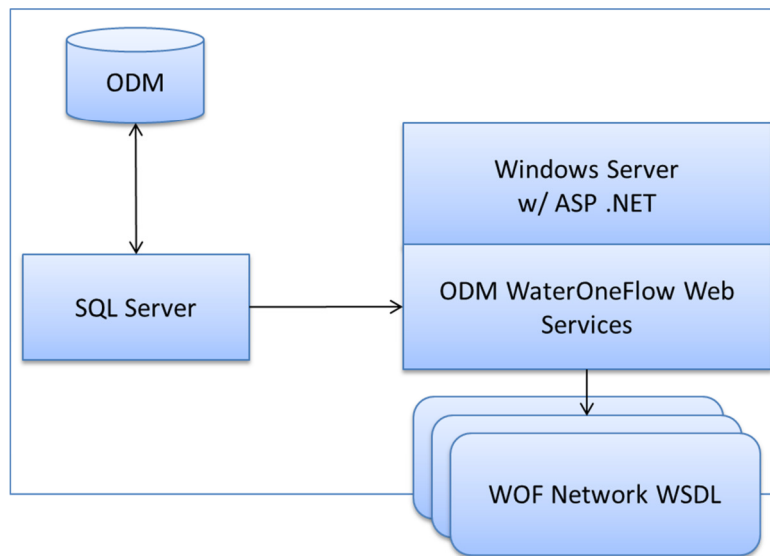 ODM
Windows Server
w/ ASP .NET
SQL Server
ODM WaterOneFlow Web
Services
WOF Network WSDL